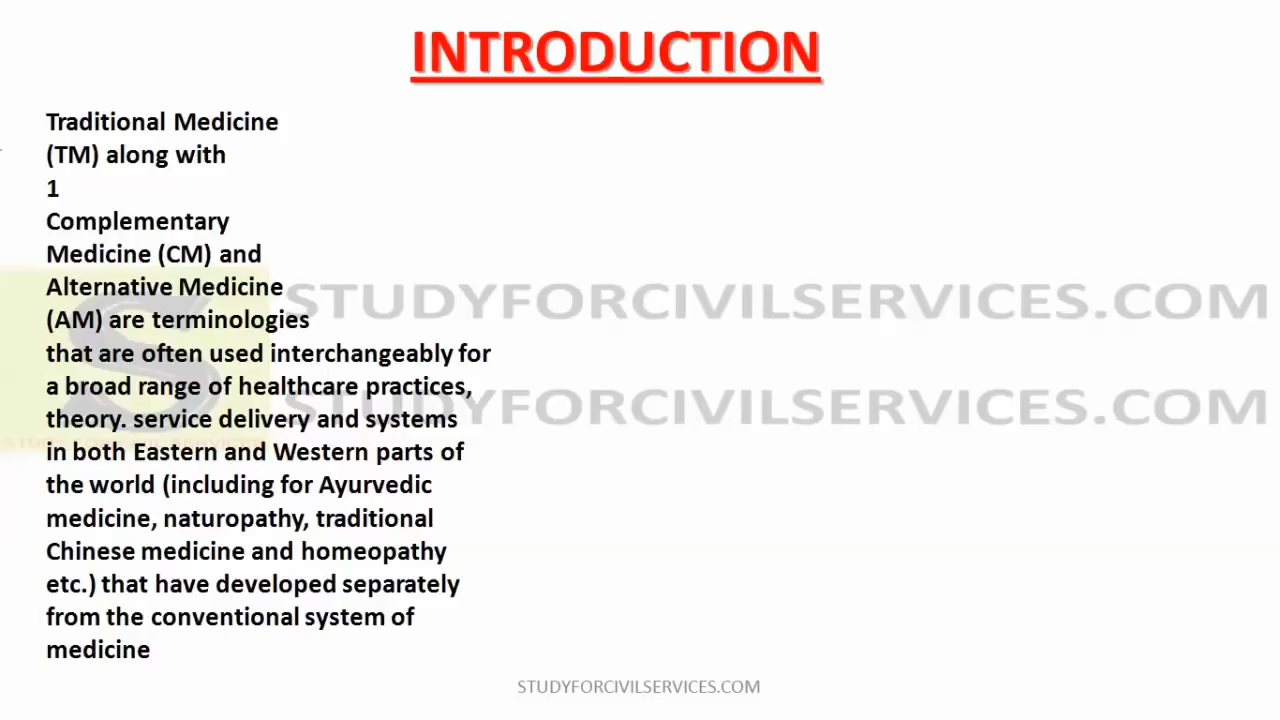 INTRODUCTION
Traditional Medicine
(TM) along with
1
Complementary
Medicine (CM) and
Alternative Medicine
(AM) are terminologies
that are often used interchangeably for
a broad range of healthcare practices,
theory. service delivery and systems
in both Eastern and Western parts of
the world (including for Ayurvedic
medicine, naturopathy, traditional
Chinese medicine and homeopathy
etc.) that have developed separately
from the conventional system of
medicine
STUDYFORCIVILSERVICES.COM
STUDYFORCIVILSERVICES.COM
STUDYFORCIVILSERVICES.COM